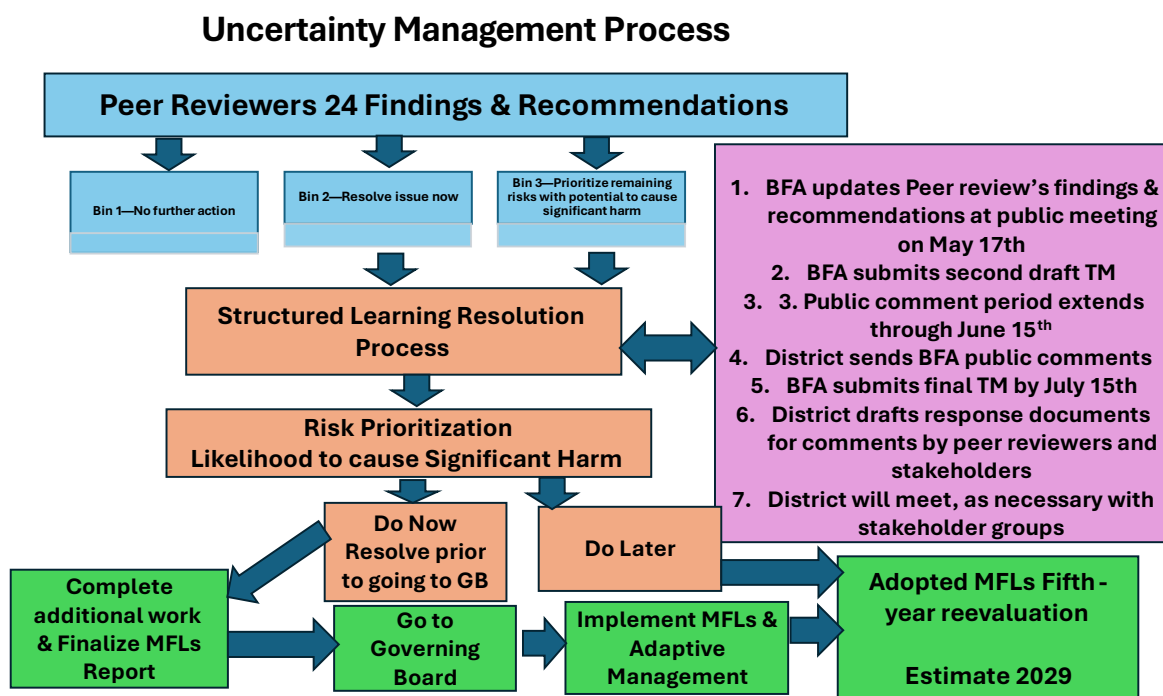 Uncertainty Management Process
Peer Reviewers 24 Findings & Recommendations
Bin 1—No further action
Bin 2—Resolve issue now
Bin 3—Prioritize remaining
risks with potential to cause
significant harm
1. BFA updates Peer review's findings &
recommendations at public meeting
on May 17th
2. BFA submits second draft TM
3. 3. Public comment period extends
through June 15th
4. District sends BFA public comments
5. BFA submits final TM by July 15th
6. District drafts response documents
for comments by peer reviewers and
stakeholders
7. District will meet, as necessary with
stakeholder groups
Structured Learning Resolution
Process
Risk Prioritization
Likelihood to cause Significant Harm
Do Now
Resolve prior
to going to GB
Do Later
Complete
additional work
& Finalize MFLs
Report
Go to
Governing
Board
Implement MFLs &
Adaptive
Management
Adopted MFLs Fifth -
year reevaluation
Estimate 2029